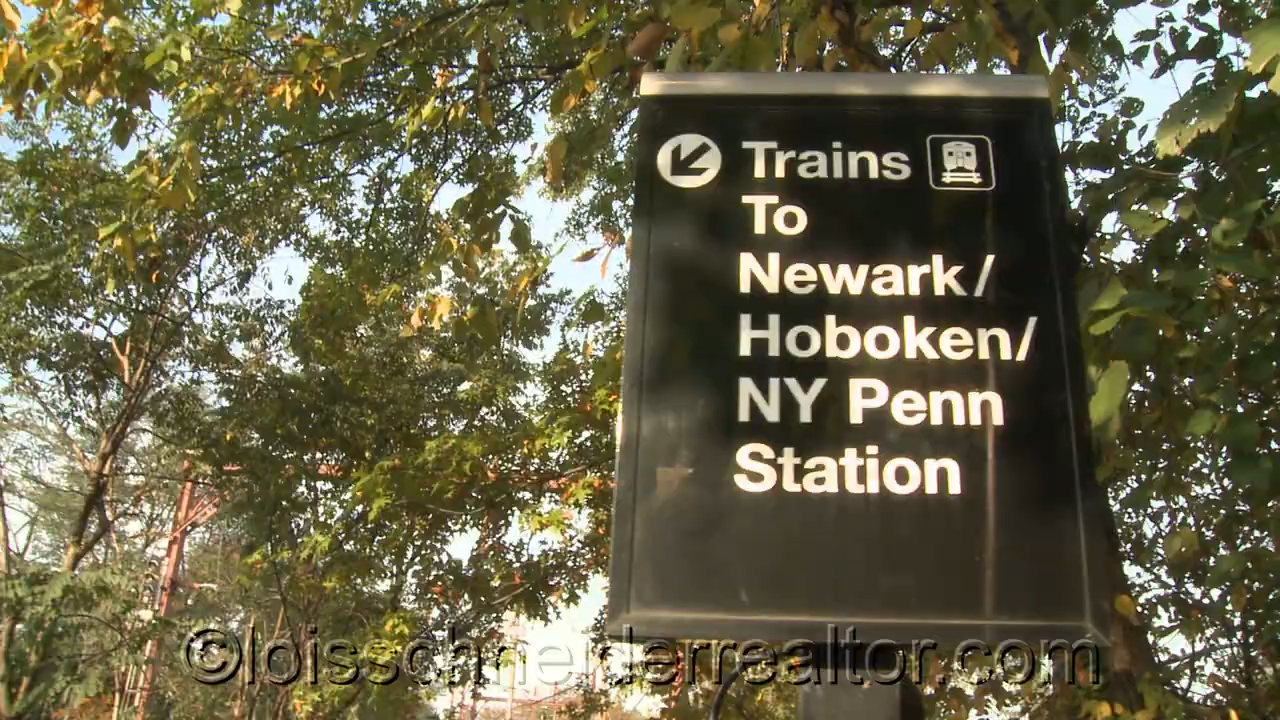 Trains
To
Newark/
Hoboken/
NY Penn
Station
©loisschneiderrealtor.com